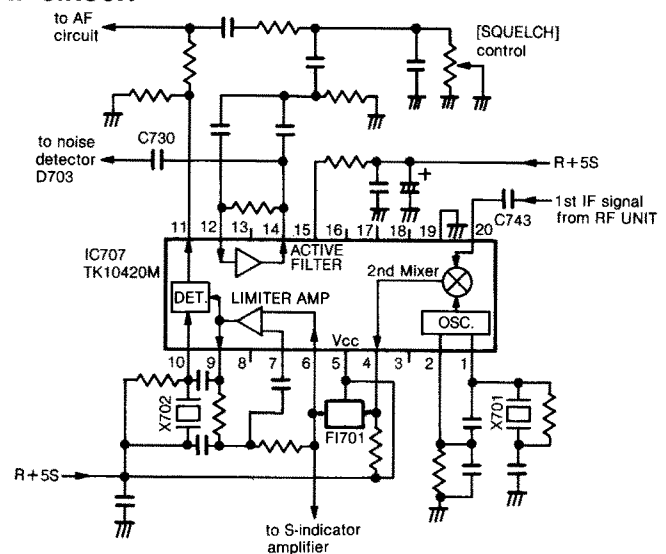 to AF
circuit
[SQUELCH]
control
to noise
detector
D703
C730
R+5S
+
1st IF signal
from RF UNIT
C743
11 12 13 14 15 16 17 18 19 20
IC707
TK10420M
ACTIVE
FILTER
2nd Mixer
DET.
LIMITER AMP
OSC.
Vcc
10 9 8 7 6 5 4 3 2 1
X702
FI701
X701
R+5S
to S-indicator
amplifier